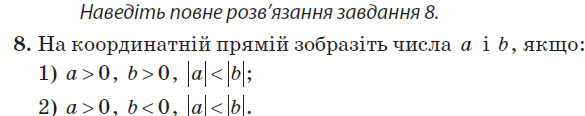 Наведіть повне розв’язання завдання 8.
8. На координатній прямій зобразіть числа a і b, якщо:
1) a > 0, b > 0, |a| < |b|;
2) a > 0, b < 0, |a| < |b|.